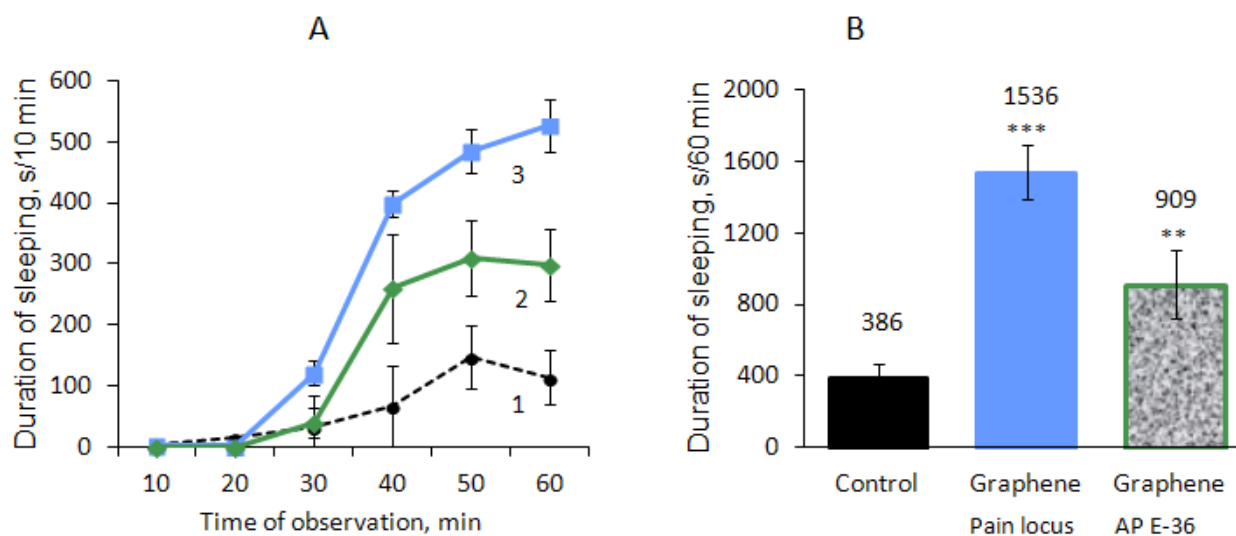 A
Duration of sleeping, s/10 min
600
500
400
300
200
100
0
3
2
1
10 20 30 40 50 60
Time of observation, min
B
Duration of sleeping, s/60 min
2000
1600
1200
800
400
0
386
1536
***
909
**
Control Graphene Graphene
Pain locus AP E-36